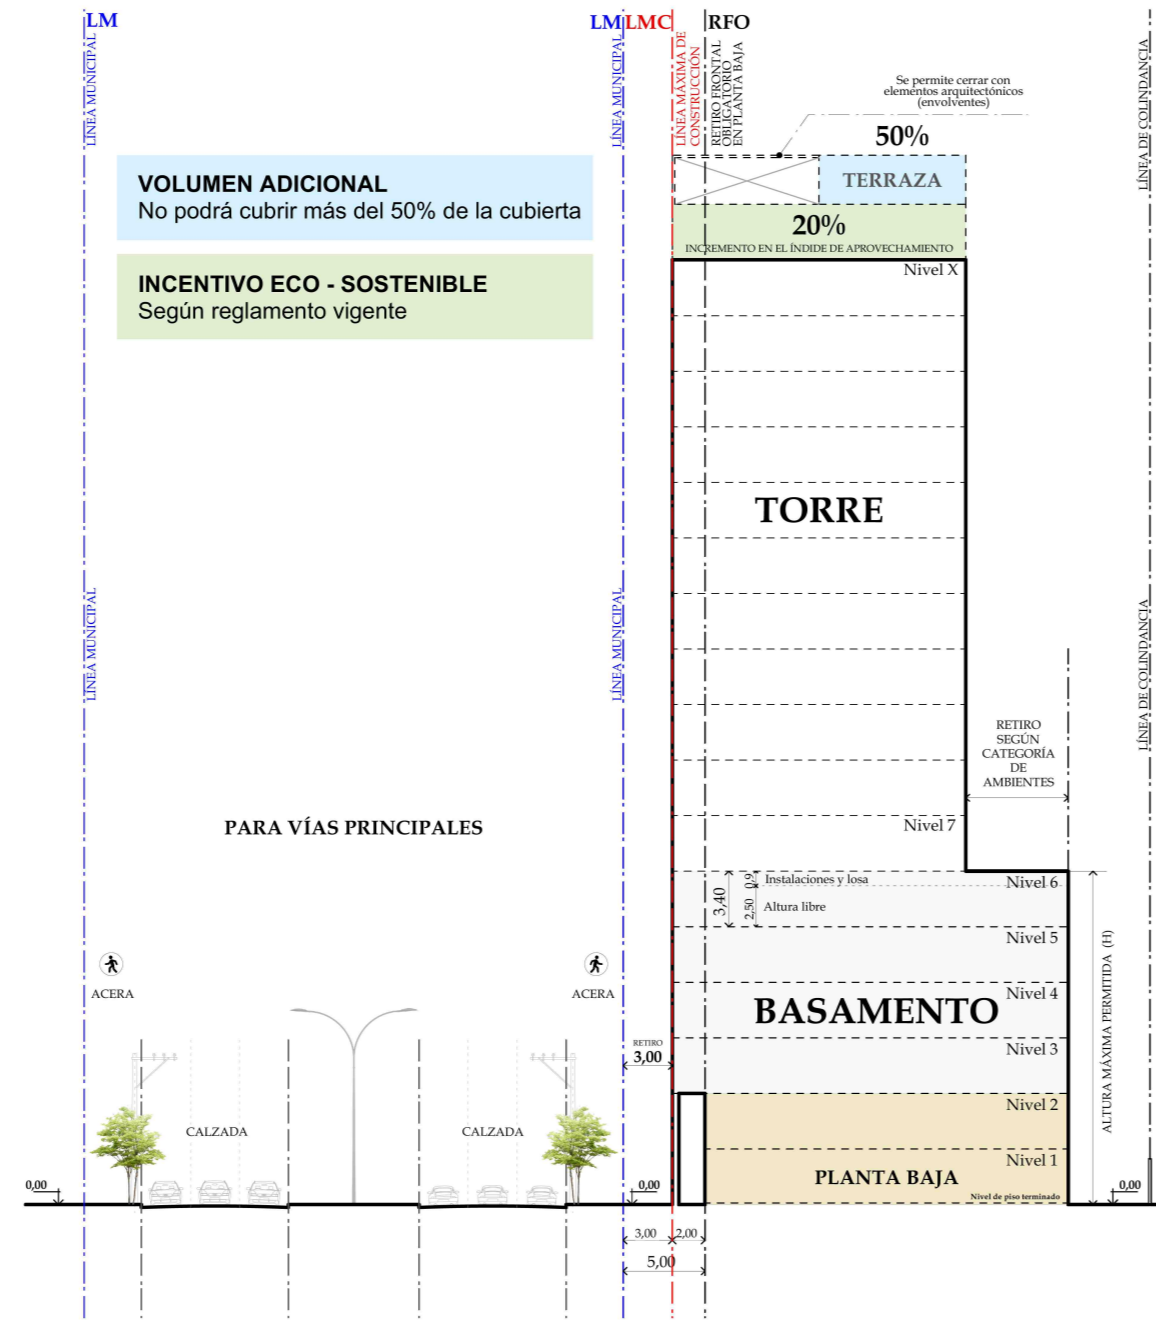 LM
LM
LMC
RFO
LÍNEA MUNICIPAL
LÍNEA MUNICIPAL
LÍNEA MÁXIMA DE
CONSTRUCCIÓN
RETIRO FRONTAL
OBLIGATORIO
EN PLANTA BAJA
LÍNEA DE COLINDANCIA
Se permite cerrar con
elementos arquitectónicos
(envolventes)
50%
VOLUMEN ADICIONAL
No podrá cubrir más del 50% de la cubierta
TERRAZA
20%
INCREMENTO EN EL ÍNDIDE DE APROVECHAMIENTO
INCENTIVO ECO - SOSTENIBLE
Según reglamento vigente
Nivel X
TORRE
LÍNEA MUNICIPAL
LÍNEA MUNICIPAL
LÍNEA DE COLINDANCIA
RETIRO
SEGÚN
CATEGORÍA
DE
AMBIENTES
PARA VÍAS PRINCIPALES
Nivel 7
Instalaciones y losa
Nivel 6
3,40
0,9
2,50
Altura libre
Nivel 5
ACERA
ACERA
Nivel 4
BASAMENTO
ALTURA MÁXIMA PERMITIDA (H)
RETIRO
3,00
Nivel 3
Nivel 2
CALZADA
CALZADA
Nivel 1
PLANTA BAJA
Nivel de piso terminado
0,00
0,00
0,00
3,00
2,00
5,00